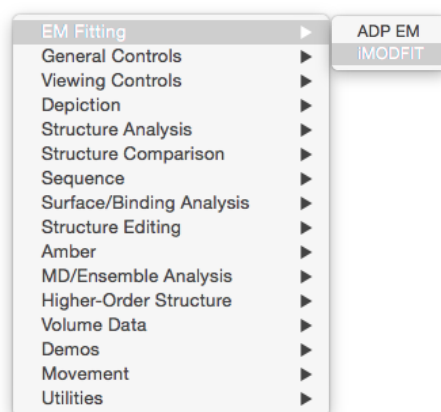 EM Fitting
ADP EM
iMODFIT
General Controls
Viewing Controls
Depiction
Structure Analysis
Structure Comparison
Sequence
Surface/Binding Analysis
Structure Editing
Amber
MD/Ensemble Analysis
Higher-Order Structure
Volume Data
Demos
Movement
Utilities